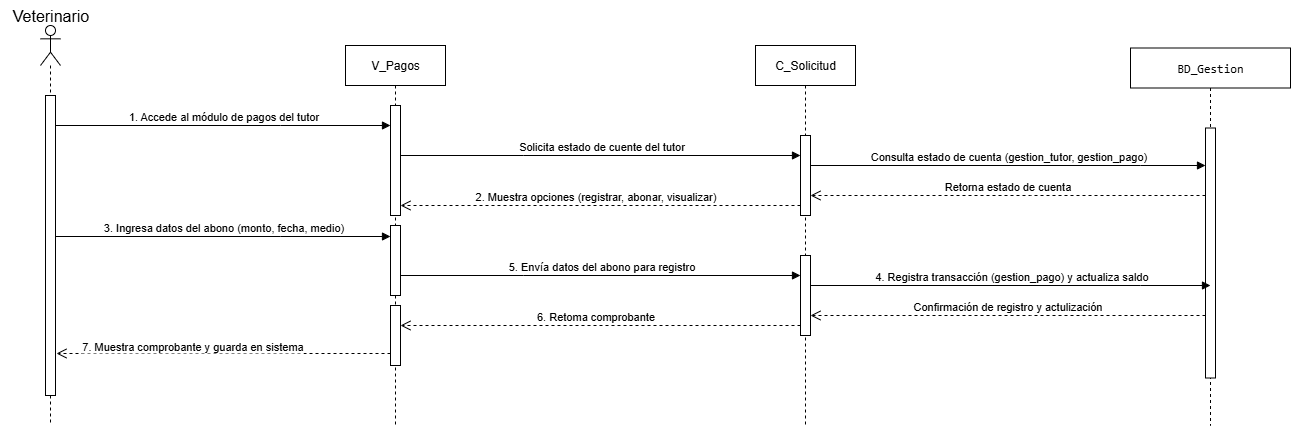 Veterinario
V_Pagos
C_Solicitud
BD_Gestion
1. Accede al módulo de pagos del tutor
Solicita estado de cuente del tutor
Consulta estado de cuenta (gestion_tutor, gestion_pago)
Retorna estado de cuenta
2. Muestra opciones (registrar, abonar, visualizar)
3. Ingresa datos del abono (monto, fecha, medio)
5. Envía datos del abono para registro
4. Registra transacción (gestion_pago) y actualiza saldo
Confirmación de registro y actulización
6. Retorna comprobante
7. Muestra comprobante y guarda en sistema